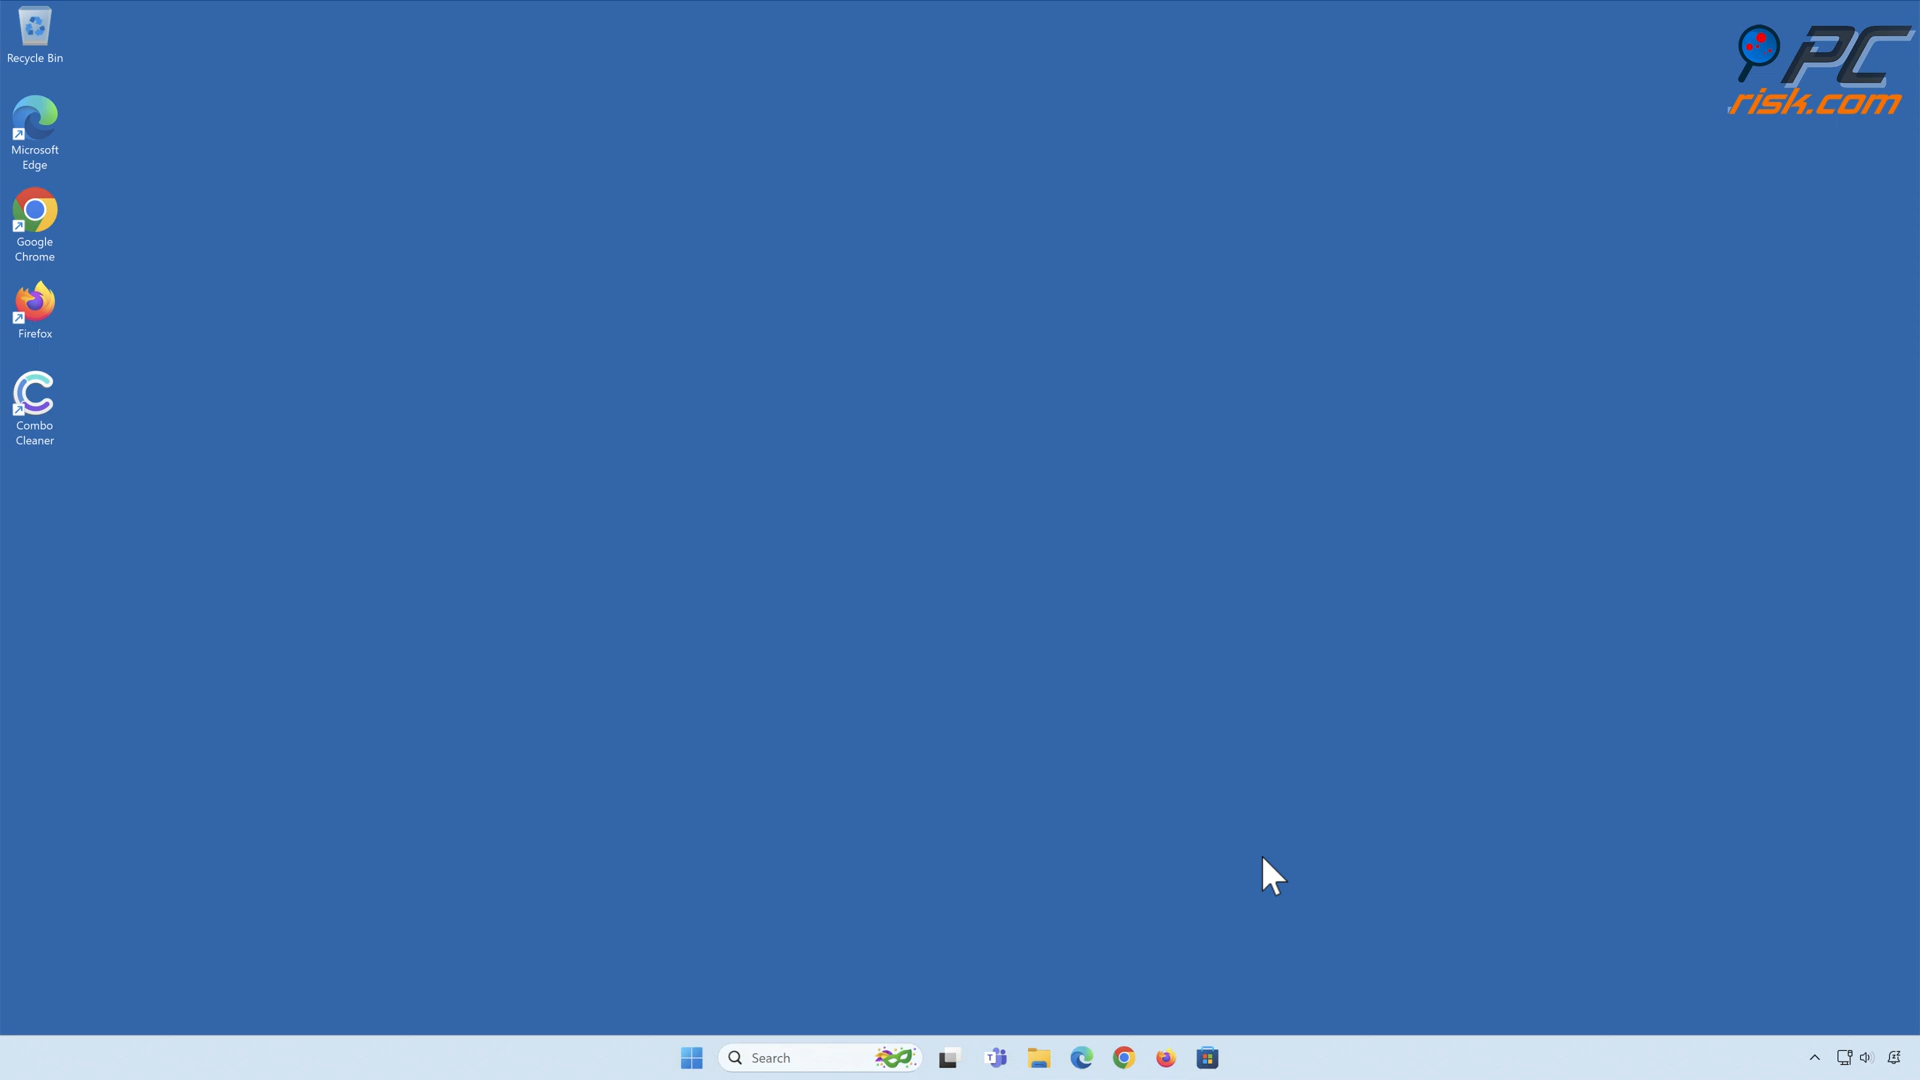 Recycle Bin
Microsoft
Edge
Google
Chrome
Firefox
Combo
Cleaner
PC
risk.com
Search